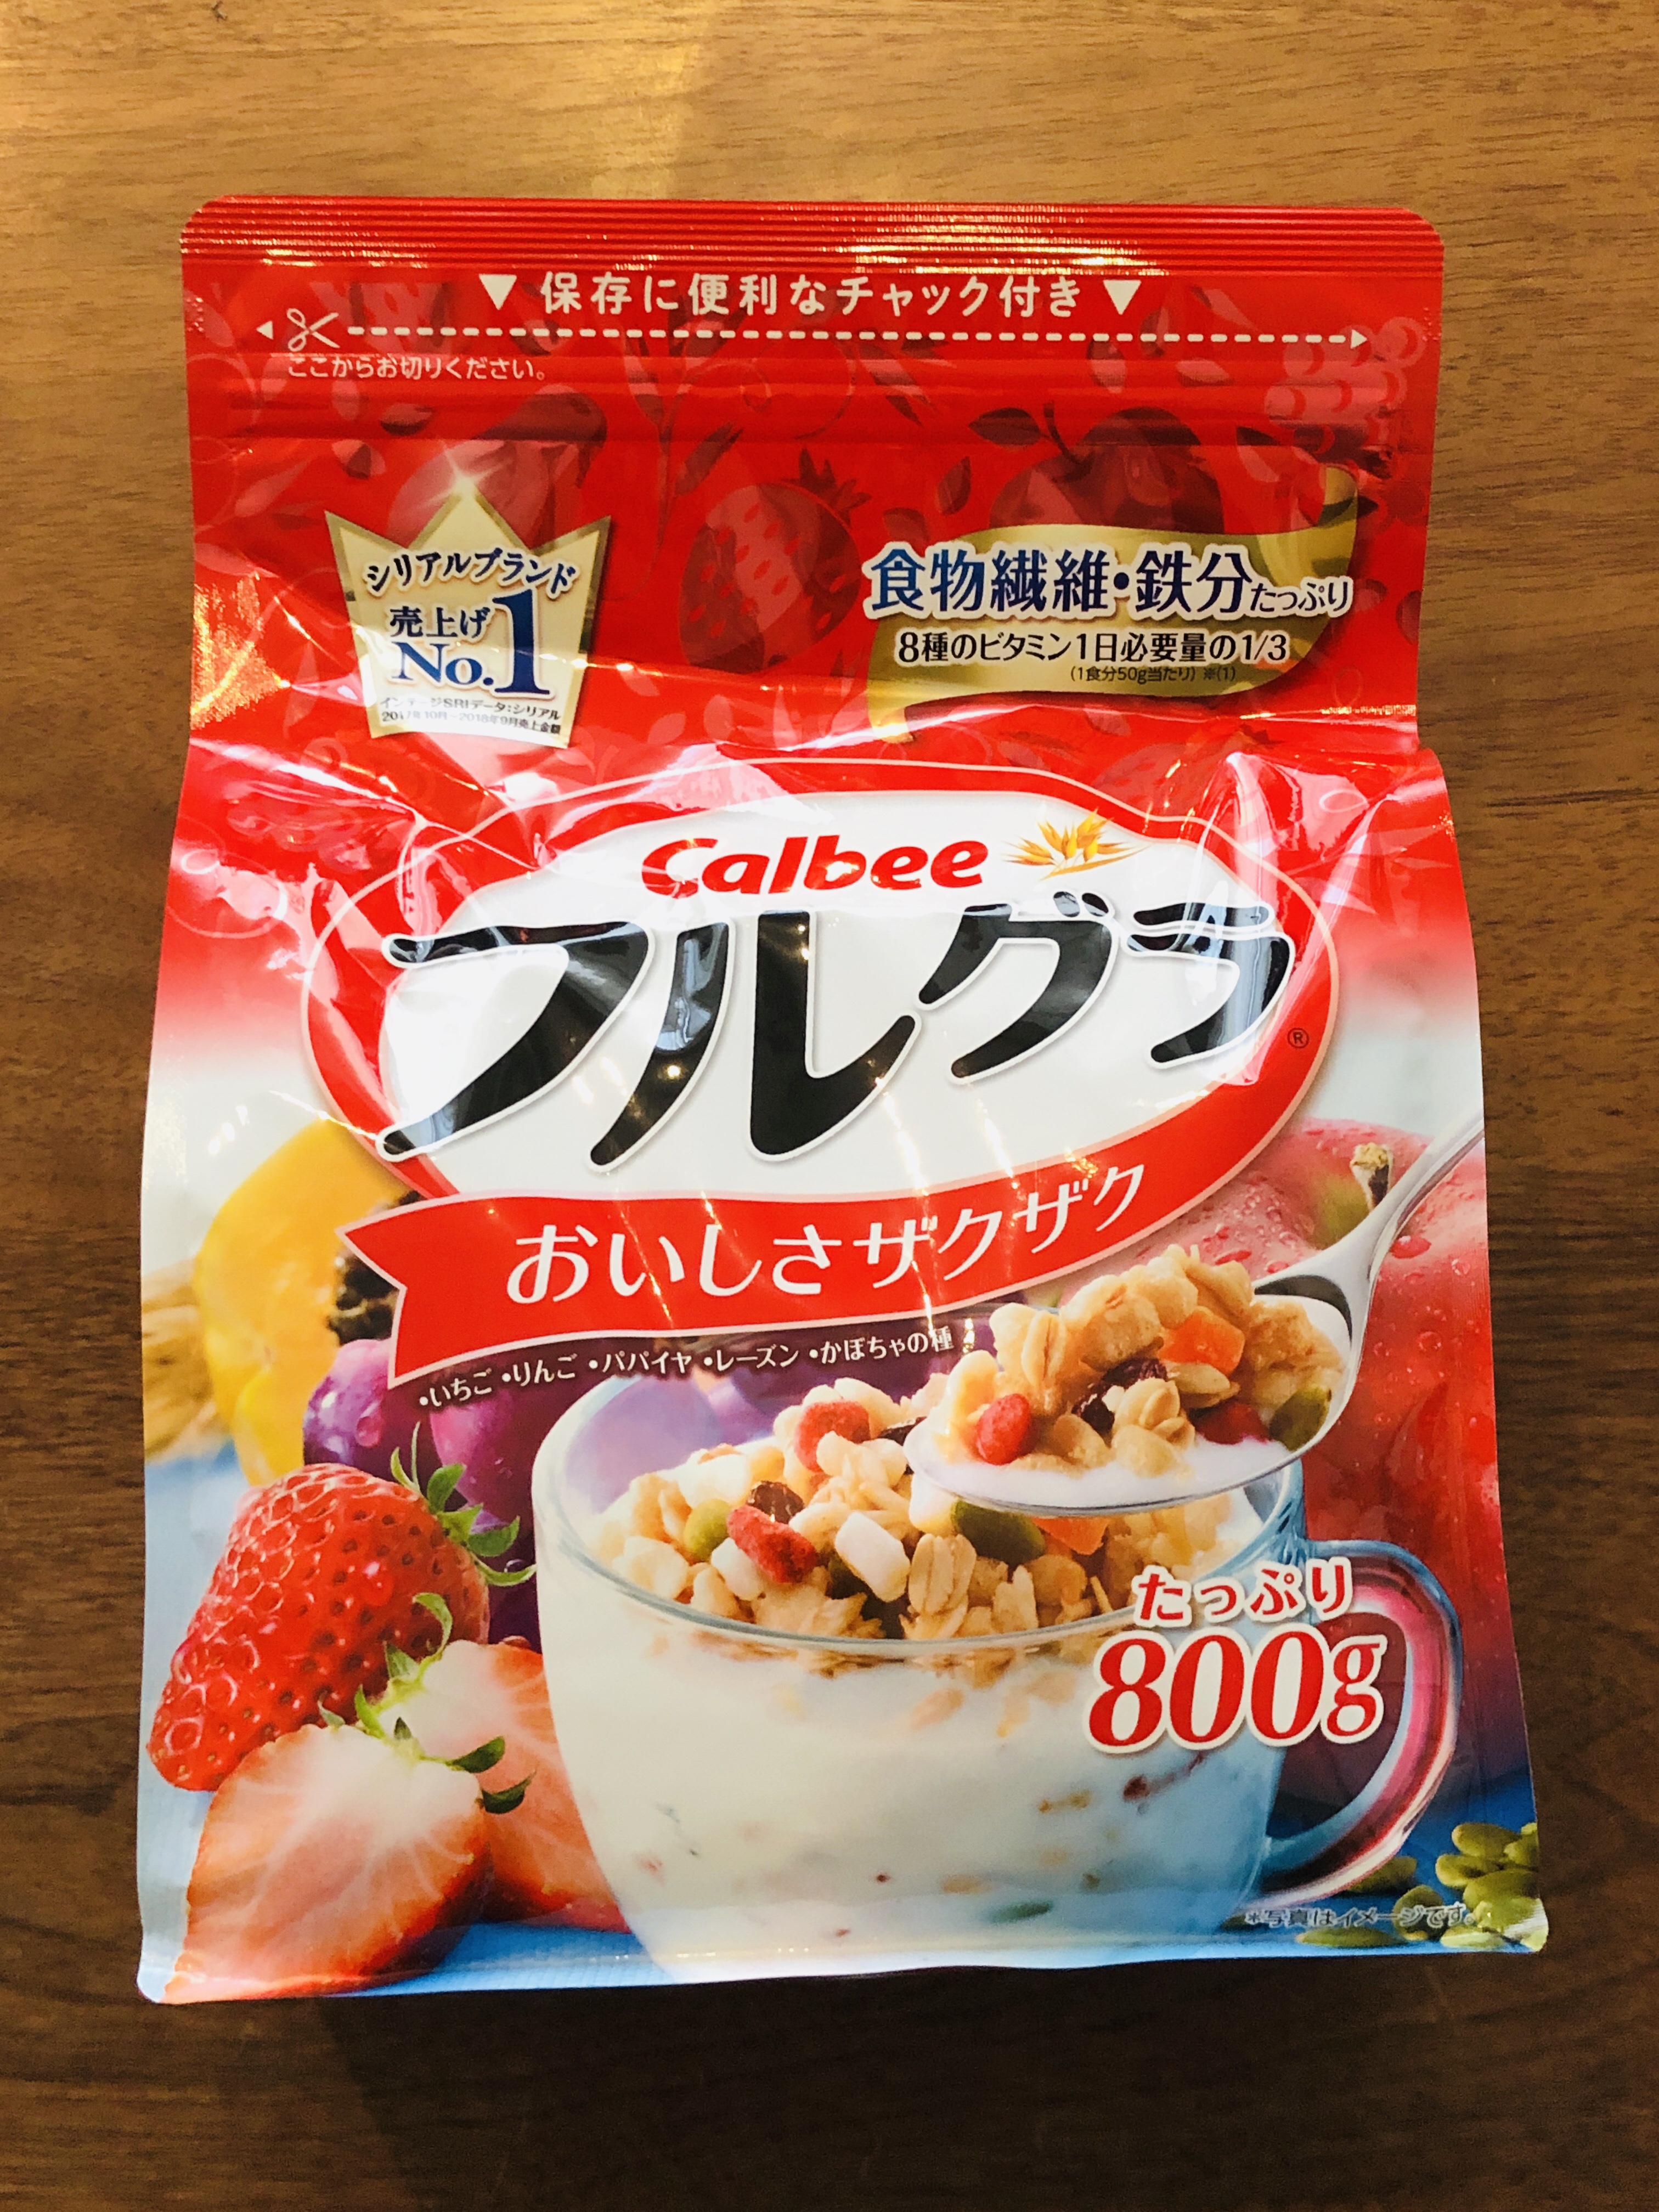 ▼保存に便利なチャック付き▼
ここからお切りください。
シリアルブランド
売上げ
No.1
インテージSRIデータ:シリアル
2017年10月～2018年9月売上金額
食物繊維・鉄分たっぷり
8種のビタミン1日必要量の1/3
(1食分50g当たり) ※(1)
Calbee
フルグラ®
おいしさザクザク
•いちご •りんご •パパイヤ •レーズン •かぼちゃの種
たっぷり
800g
*写真はイメージです。